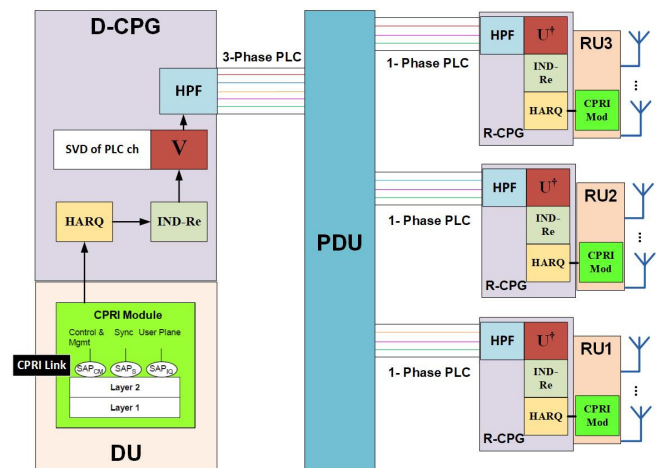 D-CPG
3-Phase PLC
HPF
SVD of PLC ch
V
HARQ
IND-Re
CPRI Module
Control &
Mgmt
Sync
User Plane
CPRI Link
SAPCM
SAPS
SAPIQ
Layer 2
Layer 1
DU
PDU
1- Phase PLC
HPF
U†
IND-
Re
HARQ
R-CPG
RU3
CPRI
Mod
...
1- Phase PLC
HPF
U†
IND-
Re
HARQ
R-CPG
RU2
CPRI
Mod
...
1- Phase PLC
HPF
U†
IND-
Re
HARQ
R-CPG
RU1
CPRI
Mod
...